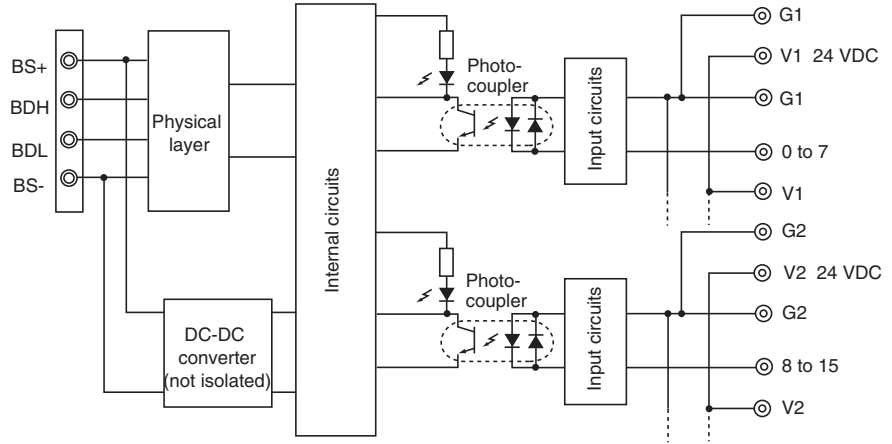 BS+
BDH
BDL
BS-
Physical
layer
DC-DC
converter
(not isolated)
Internal circuits
Photo-
coupler
Input circuits
G1
V1 24 VDC
G1
0 to 7
V1
Photo-
coupler
Input circuits
G2
V2 24 VDC
G2
8 to 15
V2